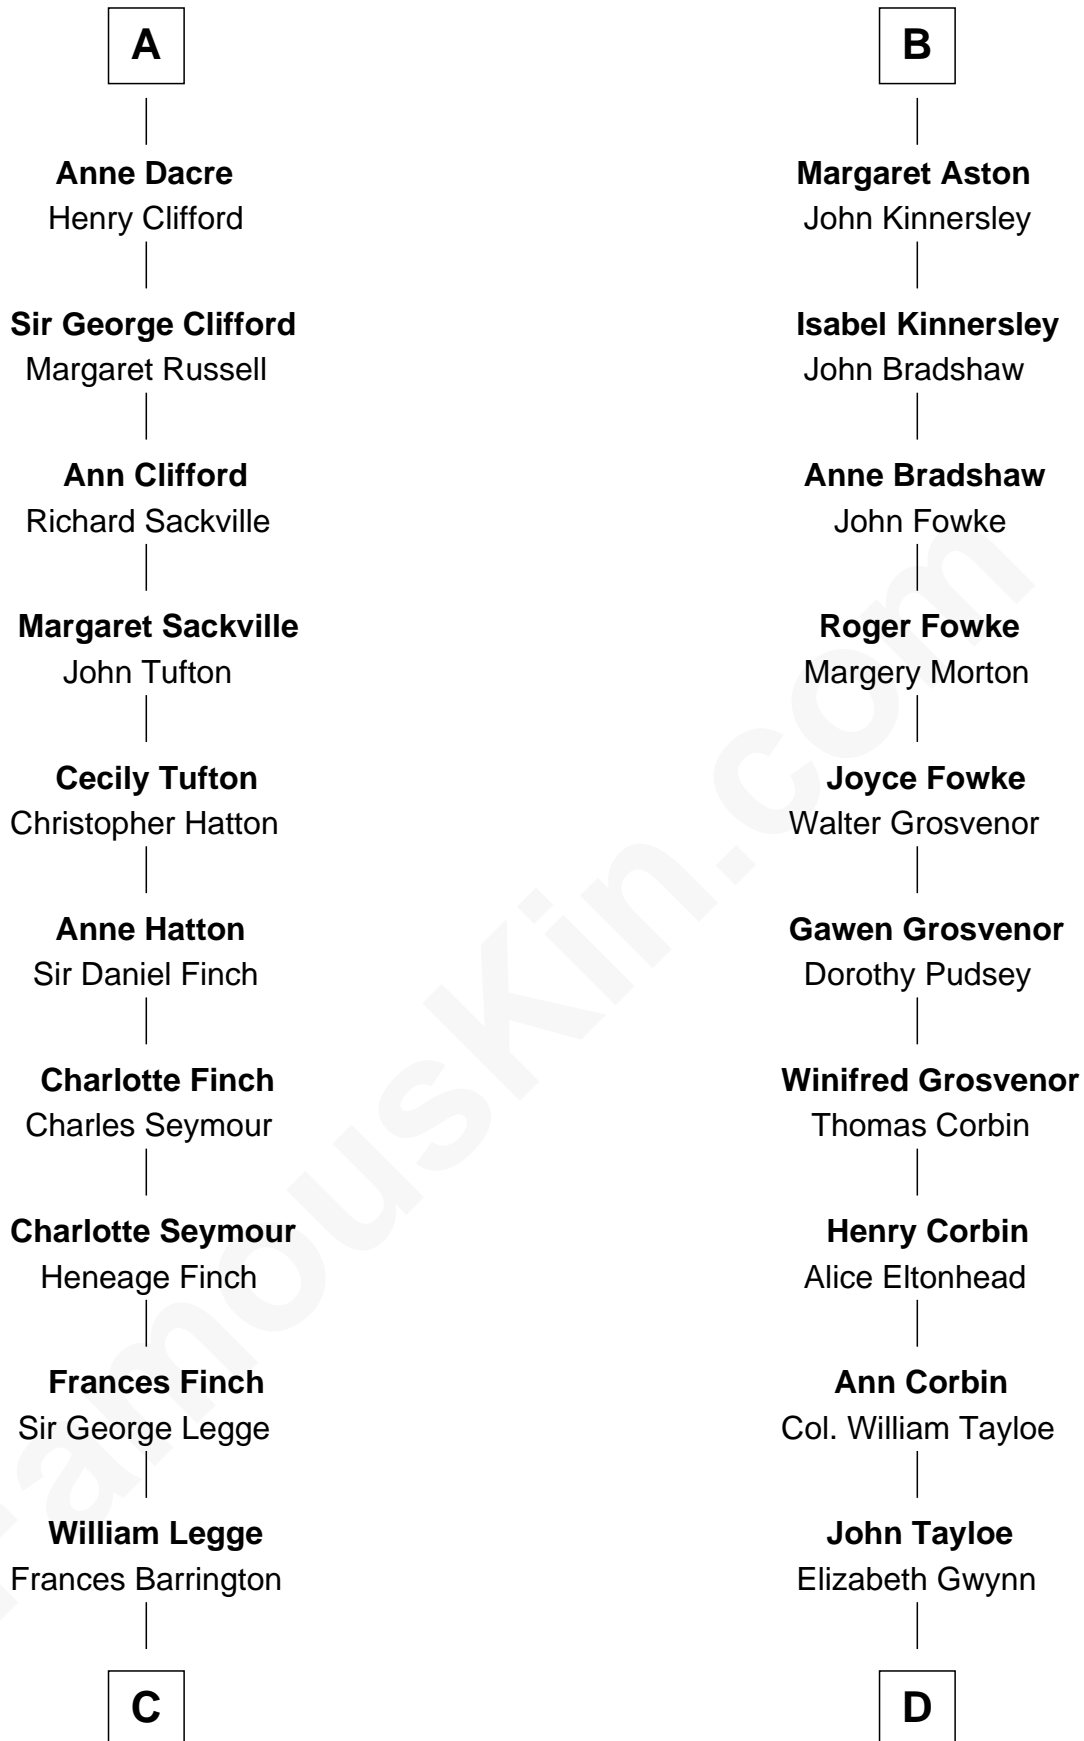 A
Anne Dacre
Henry Clifford
Sir George Clifford
Margaret Russell
Ann Clifford
Richard Sackville
Margaret Sackville
John Tufton
Cecily Tufton
Christopher Hatton
Anne Hatton
Sir Daniel Finch
Charlotte Finch
Charles Seymour
Charlotte Seymour
Heneage Finch
Frances Finch
Sir George Legge
William Legge
Frances Barrington
C
B
Margaret Aston
John Kinnersley
Isabel Kinnersley
John Bradshaw
Anne Bradshaw
John Fowke
Roger Fowke
Margery Morton
Joyce Fowke
Walter Grosvenor
Gawen Grosvenor
Dorothy Pudsey
Winifred Grosvenor
Thomas Corbin
Henry Corbin
Alice Eltonhead
Ann Corbin
Col. William Tayloe
John Tayloe
Elizabeth Gwynn
D
FamousKin.com